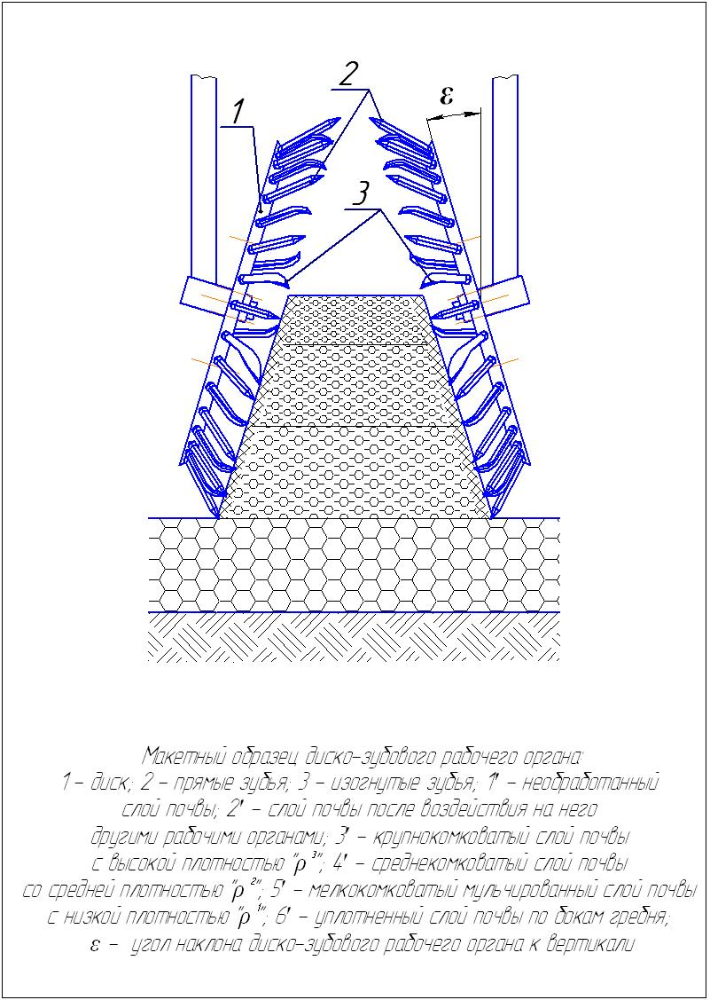 2
ε
1
3
Макетный образец диско-зубового рабочего органа:
1 - диск; 2 - прямые зубья; 3 - изогнутые зубья; 1' - необработанный
слой почвы; 2' - слой почвы после воздействия на него
другими рабочими органами; 3' - крупнокомковатый слой почвы
с высокой плотностью "ρ 3"; 4' - среднекомковатый слой почвы
со средней плотностью "ρ 2"; 5' - мелкокомковатый мульчированный слой почвы
с низкой плотностью "ρ 1"; 6' - уплотненный слой почвы по бокам гребня;
ε - угол наклона диско-зубового рабочего органа к вертикали